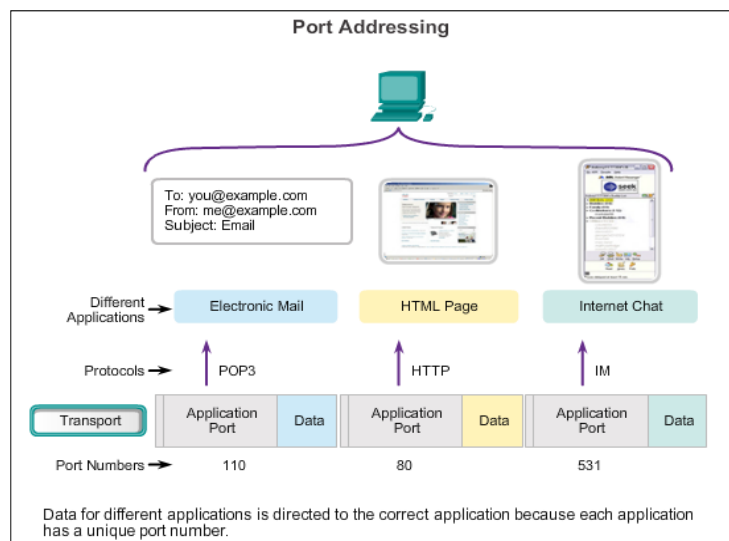 Port Addressing
To: you@example.com
From: me@example.com
Subject: Email
seek
Different
Applications
Electronic Mail
HTML Page
Internet Chat
Protocols
POP3
HTTP
IM
Transport
Application
Port
Data
Application
Port
Data
Application
Port
Data
Port Numbers
110
80
531
Data for different applications is directed to the correct application because each application
has a unique port number.